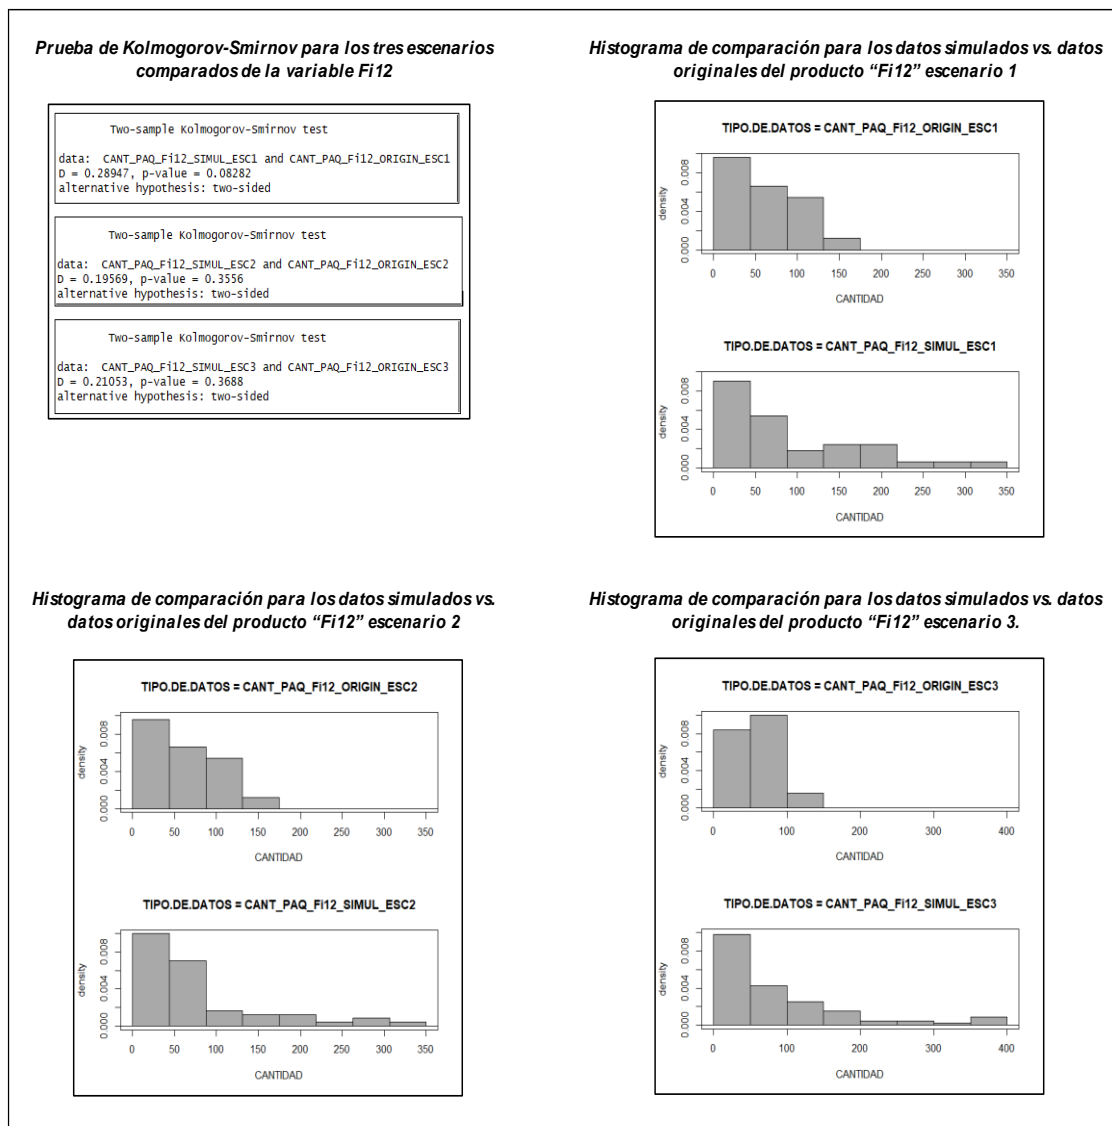 Prueba de Kolmogorov-Smirnov para los tres escenarios
comparados de la variable Fi12
Two-sample Kolmogorov-Smirnov test
data: CANT_PAQ_Fi12_SIMUL_ESC1 and CANT_PAQ_Fi12_ORIGIN_ESC1
D = 0.28947, p-value = 0.08282
alternative hypothesis: two-sided
Two-sample Kolmogorov-Smirnov test
data: CANT_PAQ_Fi12_SIMUL_ESC2 and CANT_PAQ_Fi12_ORIGIN_ESC2
D = 0.19569, p-value = 0.3556
alternative hypothesis: two-sided
Two-sample Kolmogorov-Smirnov test
data: CANT_PAQ_Fi12_SIMUL_ESC3 and CANT_PAQ_Fi12_ORIGIN_ESC3
D = 0.21053, p-value = 0.3688
alternative hypothesis: two-sided
Histograma de comparación para los datos simulados vs. datos
originales del producto “Fi12” escenario 1
TIPO.DE.DATOS = CANT_PAQ_Fi12_ORIGIN_ESC1
density
0.008
0.004
0.000
0 50 100 150 200 250 300 350
CANTIDAD
TIPO.DE.DATOS = CANT_PAQ_Fi12_SIMUL_ESC1
density
0.008
0.004
0.000
0 50 100 150 200 250 300 350
CANTIDAD
Histograma de comparación para los datos simulados vs.
datos originales del producto “Fi12” escenario 2
TIPO.DE.DATOS = CANT_PAQ_Fi12_ORIGIN_ESC2
density
0.008
0.004
0.000
0 50 100 150 200 250 300 350
CANTIDAD
TIPO.DE.DATOS = CANT_PAQ_Fi12_SIMUL_ESC2
density
0.008
0.004
0.000
0 50 100 150 200 250 300 350
CANTIDAD
Histograma de comparación para los datos simulados vs. datos
originales del producto “Fi12” escenario 3.
TIPO.DE.DATOS = CANT_PAQ_Fi12_ORIGIN_ESC3
density
0.008
0.004
0.000
0 100 200 300 400
CANTIDAD
TIPO.DE.DATOS = CANT_PAQ_Fi12_SIMUL_ESC3
density
0.008
0.004
0.000
0 100 200 300 400
CANTIDAD